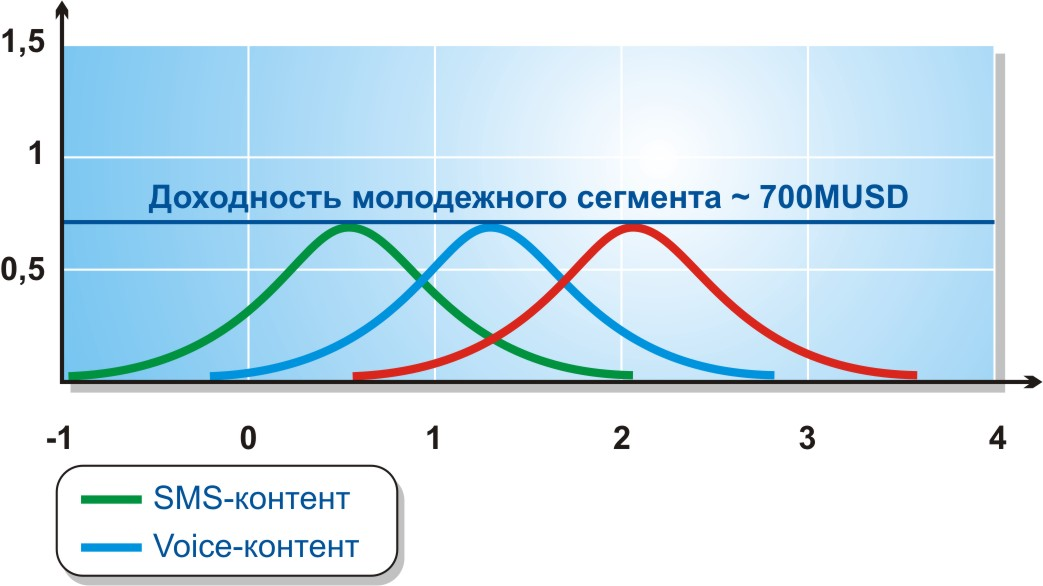 1,5
1
Доходность молодежного сегмента ~ 700MUSD
0,5
-1 0 1 2 3 4
SMS-контент
Voice-контент